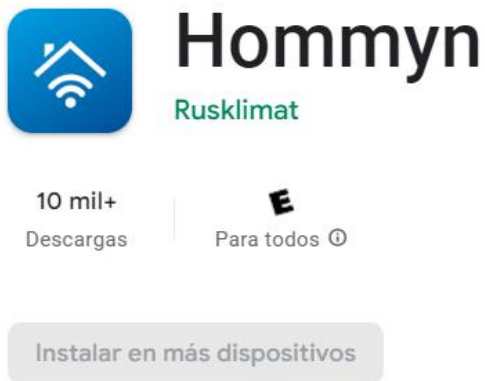 Hommyn
Rusklimat
10 mil+
Descargas
E
Para todos
Instalar en más dispositivos